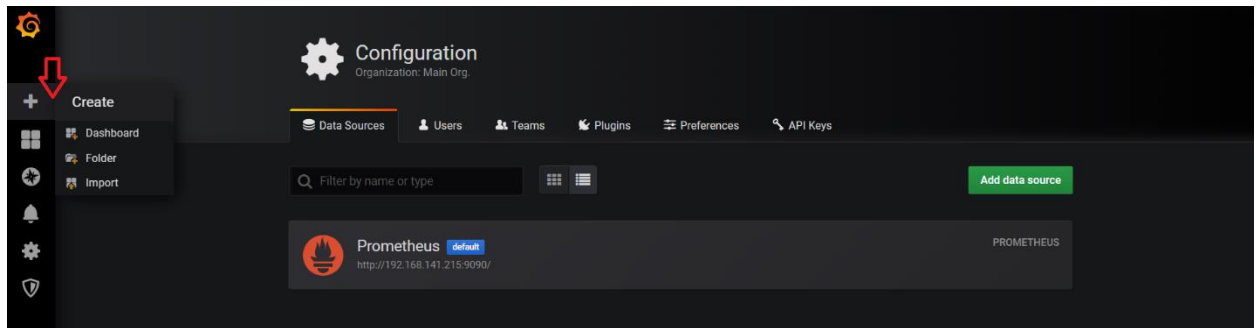 Configuration
Organization: Main Org.
Create
Dashboard
Folder
Import
Data Sources Users Teams Plugins Preferences API Keys
Filter by name or type
Add data source
Prometheus default
PROMETHEUS
http://192.168.141.215:9090/